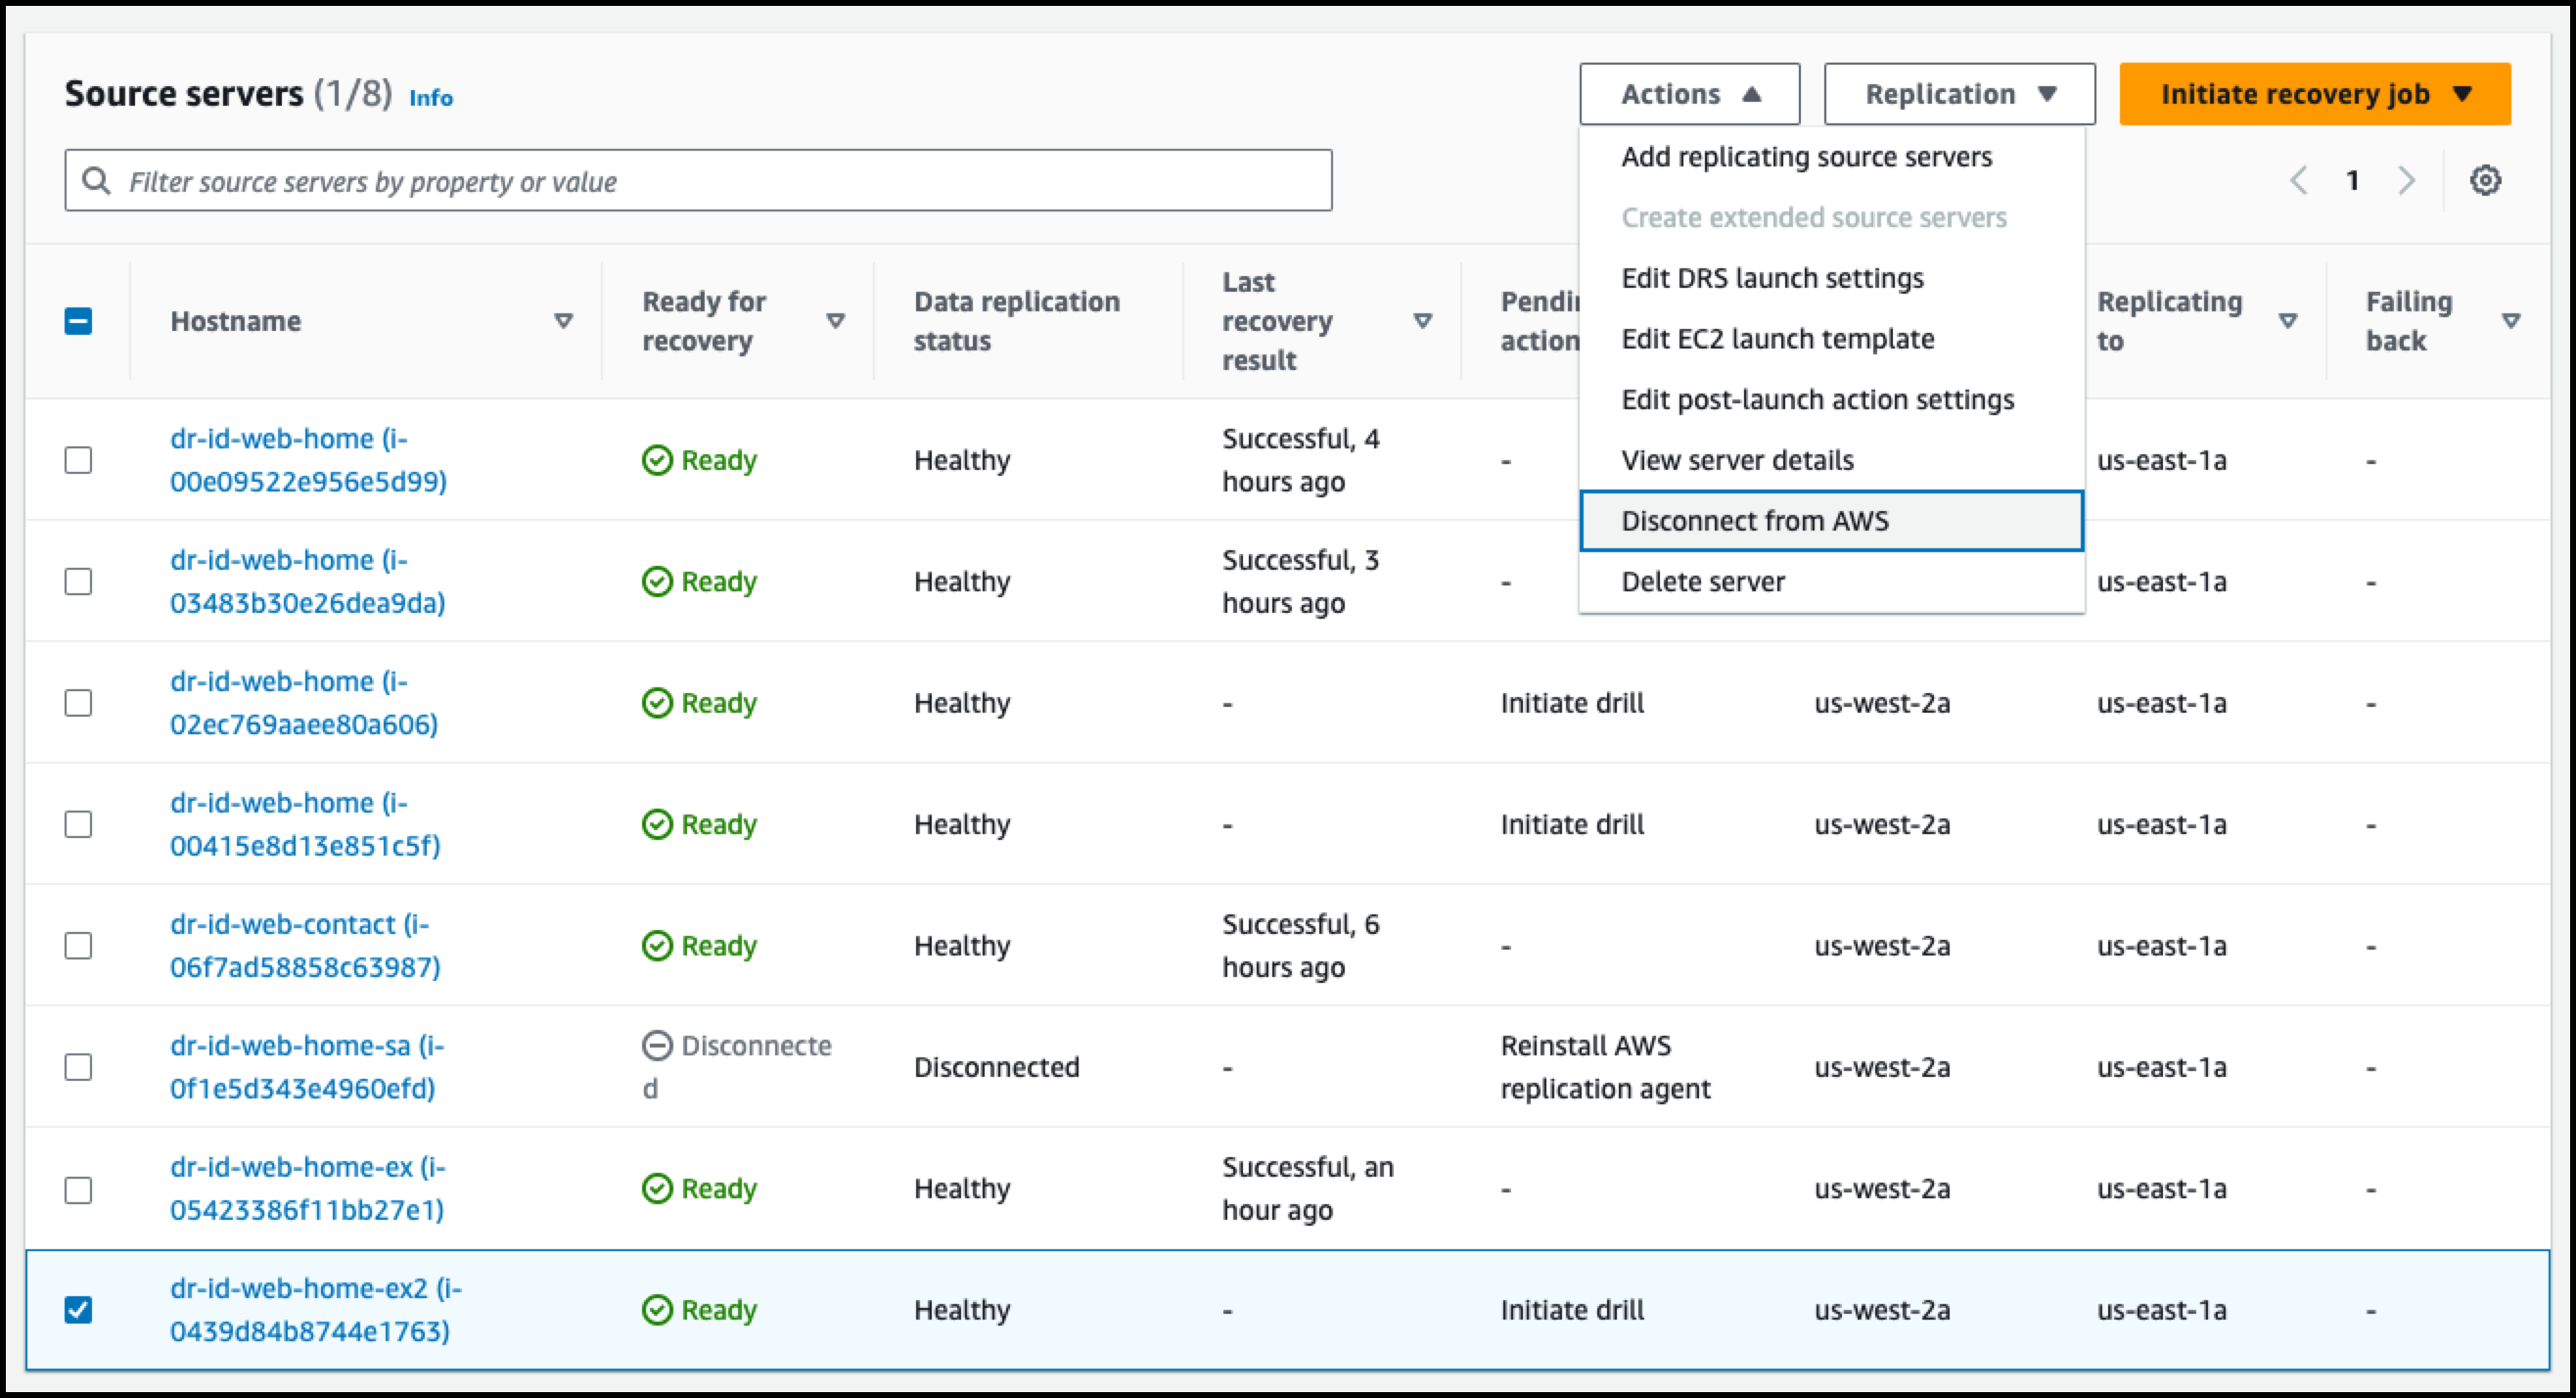 Source servers (1/8) Info
Actions
Replication
Initiate recovery job
Filter source servers by property or value
1
Add replicating source servers
Create extended source servers
Edit DRS launch settings
Edit EC2 launch template
Edit post-launch action settings
View server details
Disconnect from AWS
Delete server
Hostname
Ready for
recovery
Data replication
status
Last
recovery
result
action
Replicating
to
Failing
back
dr-id-web-home (i-
00e09522e956e5d99)
Ready
Healthy
Successful, 4
hours ago
-
us-east-1a
-
dr-id-web-home (i-
03483b30e26dea9da)
Ready
Healthy
Successful, 3
hours ago
-
us-east-1a
-
dr-id-web-home (i-
02ec769aaee80a606)
Ready
Healthy
-
Initiate drill
us-west-2a
us-east-1a
-
dr-id-web-home (i-
00415e8d13e851c5f)
Ready
Healthy
-
Initiate drill
us-west-2a
us-east-1a
-
dr-id-web-contact (i-
06f7ad58858c63987)
Ready
Healthy
Successful, 6
hours ago
-
us-west-2a
us-east-1a
-
dr-id-web-home-sa (i-
0f1e5d343e4960efd)
Disconnecte
d
Disconnected
-
Reinstall AWS
replication agent
us-west-2a
us-east-1a
-
dr-id-web-home-ex (i-
05423386f11bb27e1)
Ready
Healthy
Successful, an
hour ago
-
us-west-2a
us-east-1a
-
dr-id-web-home-ex2 (i-
0439d84b8744e1763)
Ready
Healthy
-
Initiate drill
us-west-2a
us-east-1a
-